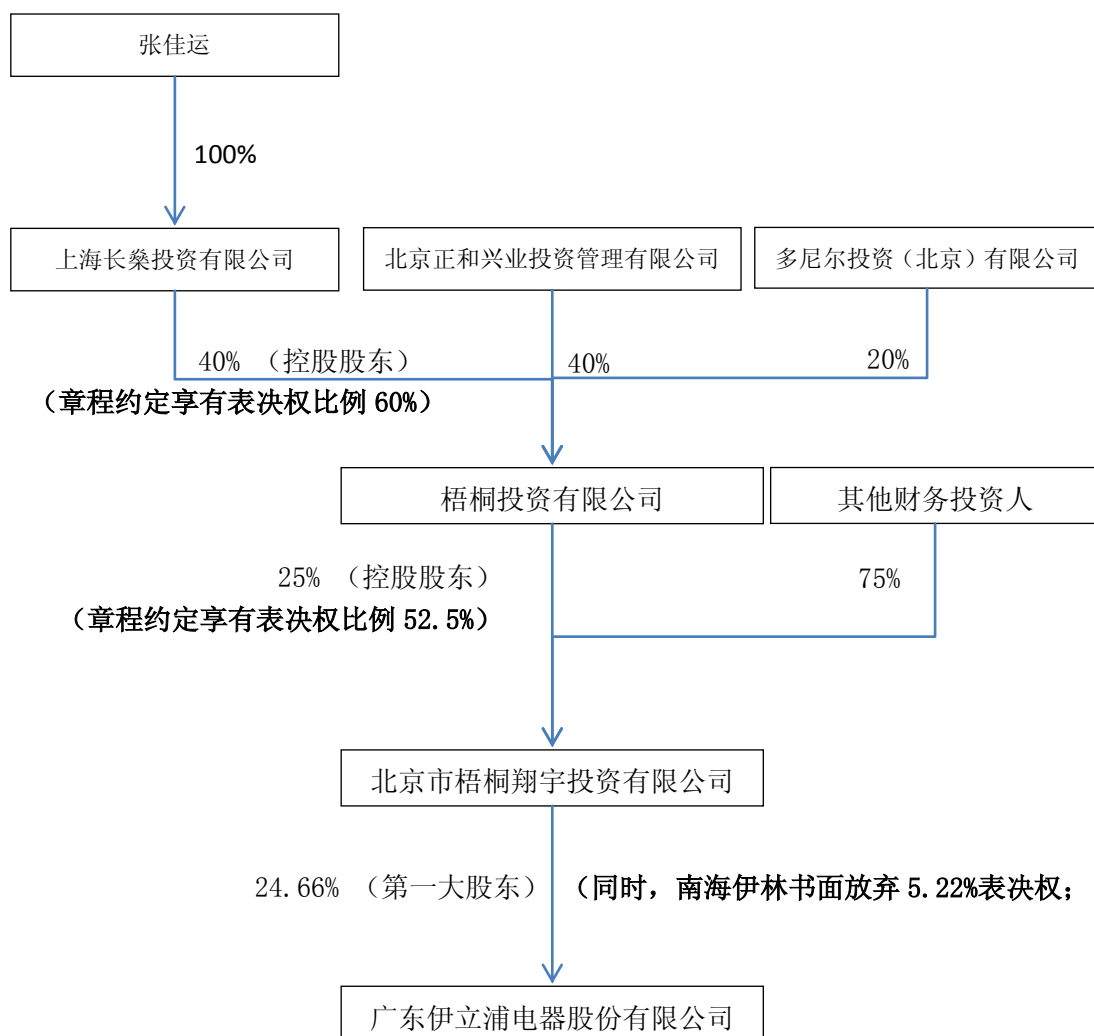 张佳运
100%
上海长燊投资有限公司
北京正和兴业投资管理有限公司
多尼尔投资（北京）有限公司
40% （控股股东）
40%
20%
（章程约定享有表决权比例 60%）
梧桐投资有限公司
其他财务投资人
25% （控股股东）
75%
（章程约定享有表决权比例 52.5%）
北京市梧桐翔宇投资有限公司
24.66% （第一大股东）
（同时，南海伊林书面放弃 5.22%表决权；
广东伊立浦电器股份有限公司